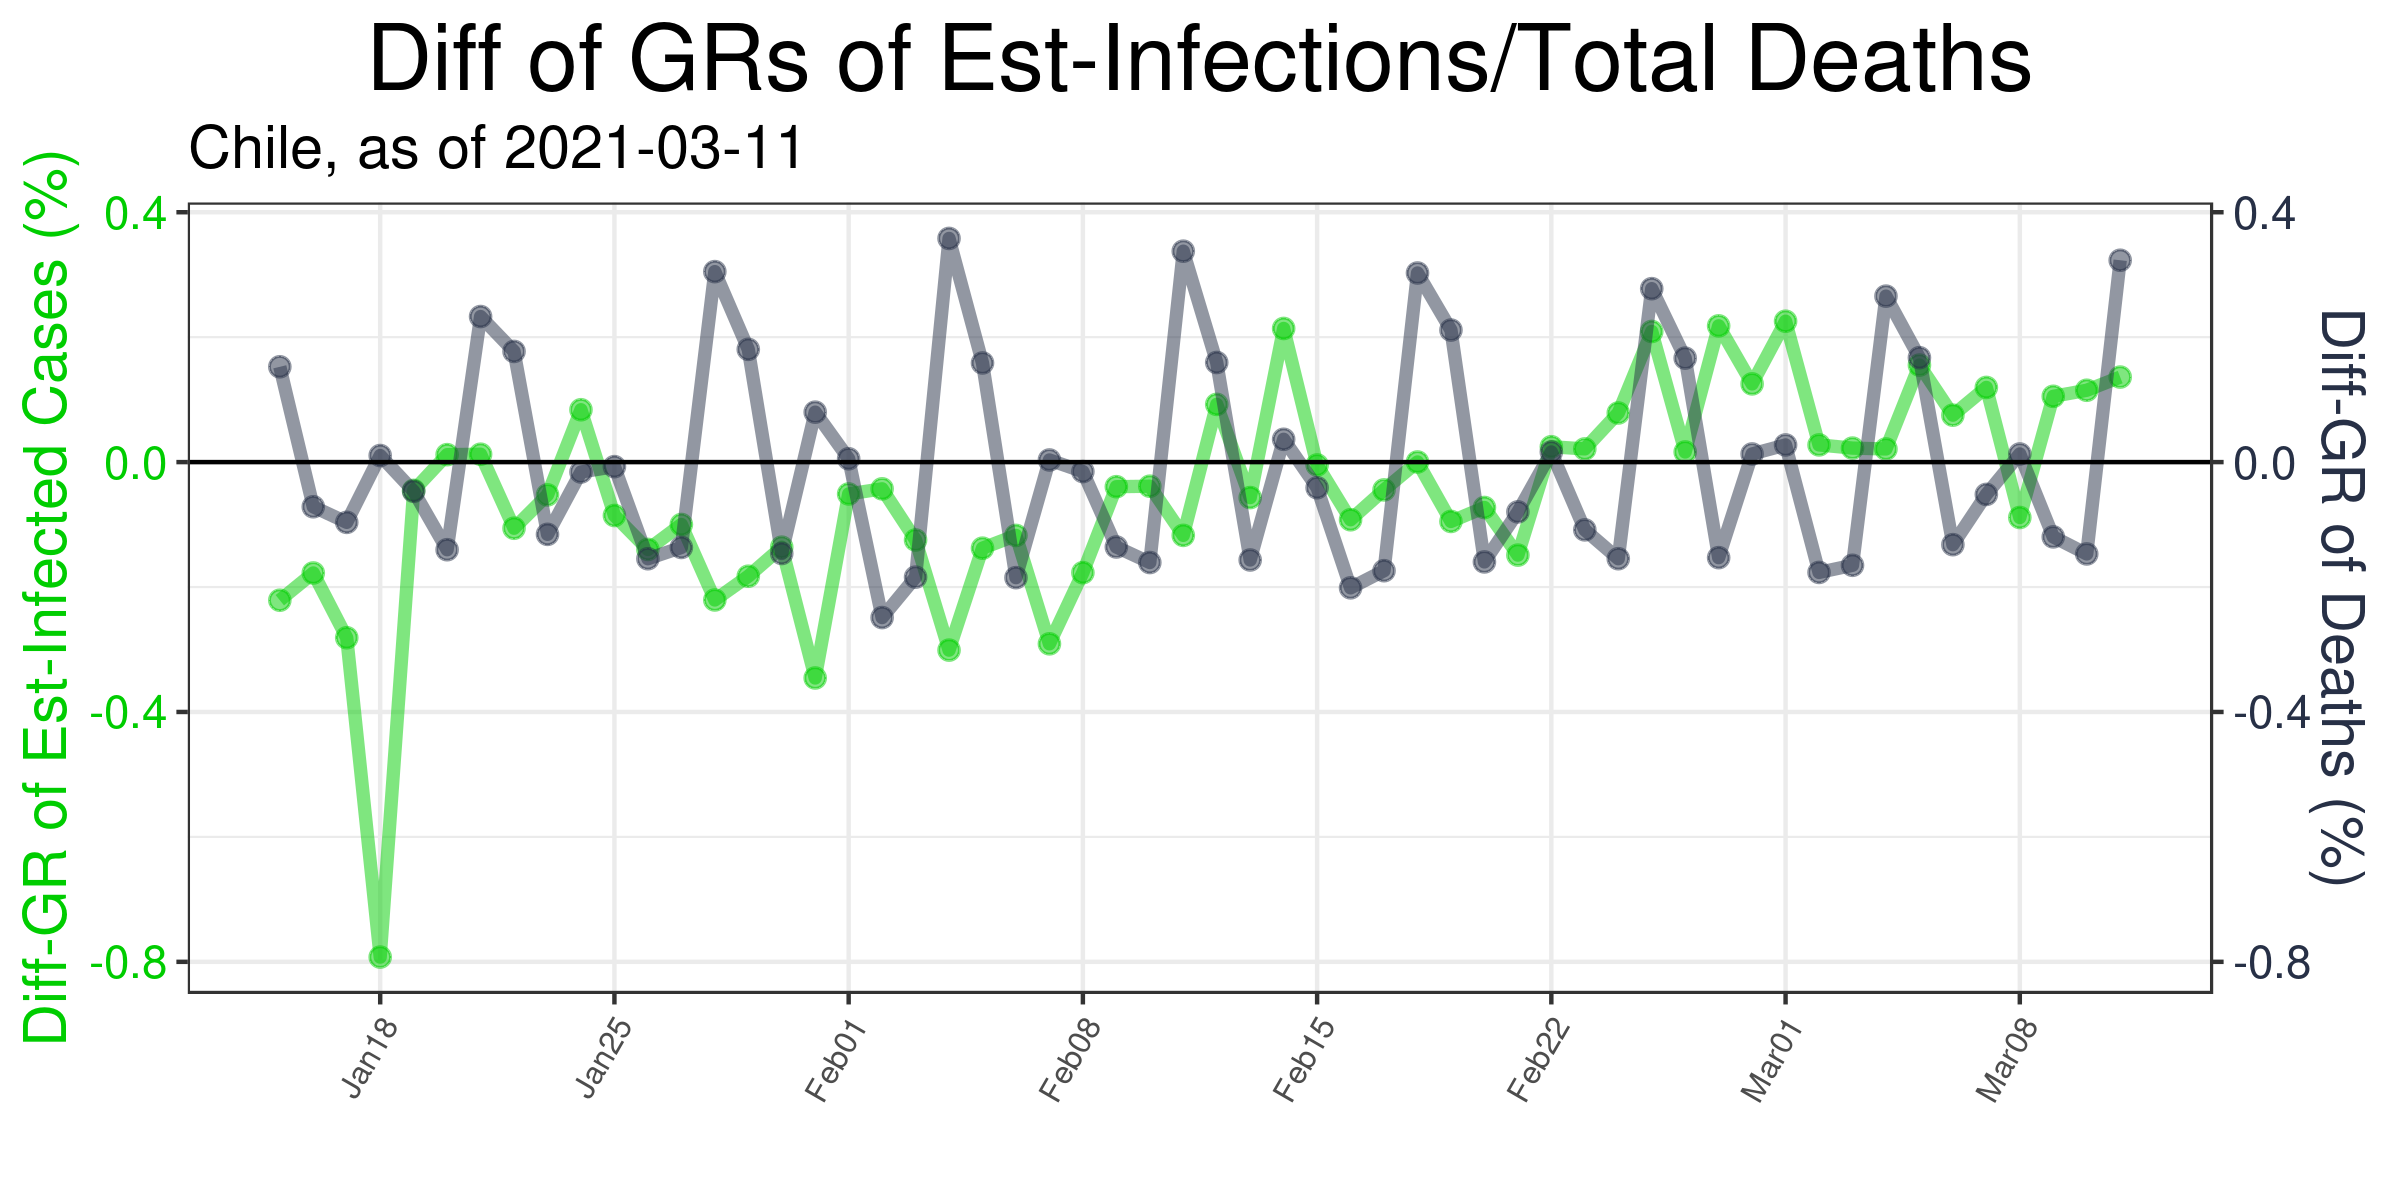 Diff of GRs of Est-Infections/Total Deaths
Chile, as of 2021-03-11
Diff-GR of Est-Infected Cases (%)
0.4
0.0
-0.4
-0.8
0.4
0.0
-0.4
-0.8
Diff-GR of Deaths (%)
Jan18
Jan25
Feb01
Feb08
Feb15
Feb22
Mar01
Mar08